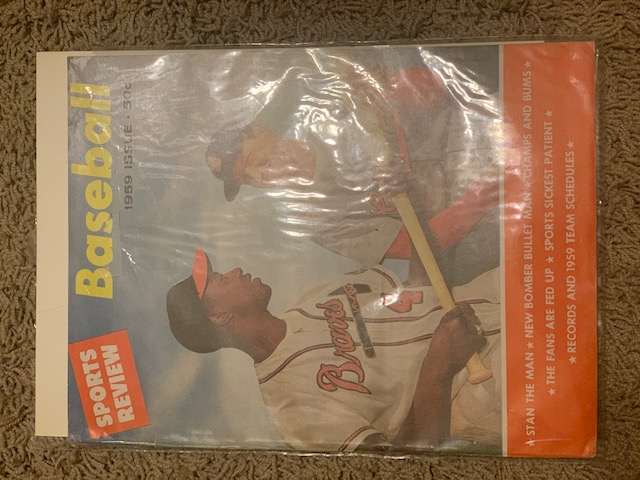 SPORTS
REVIEW
Baseball
1959 ISSUE • 50¢
Braves
4
★ STAN THE MAN ★ NEW BOMBER BULLET MAN ★ CHAMPS AND BUMS ★
★ THE FANS ARE FED UP ★ SPORTS SICKEST PATIENT ★
★ RECORDS AND 1959 TEAM SCHEDULES ★